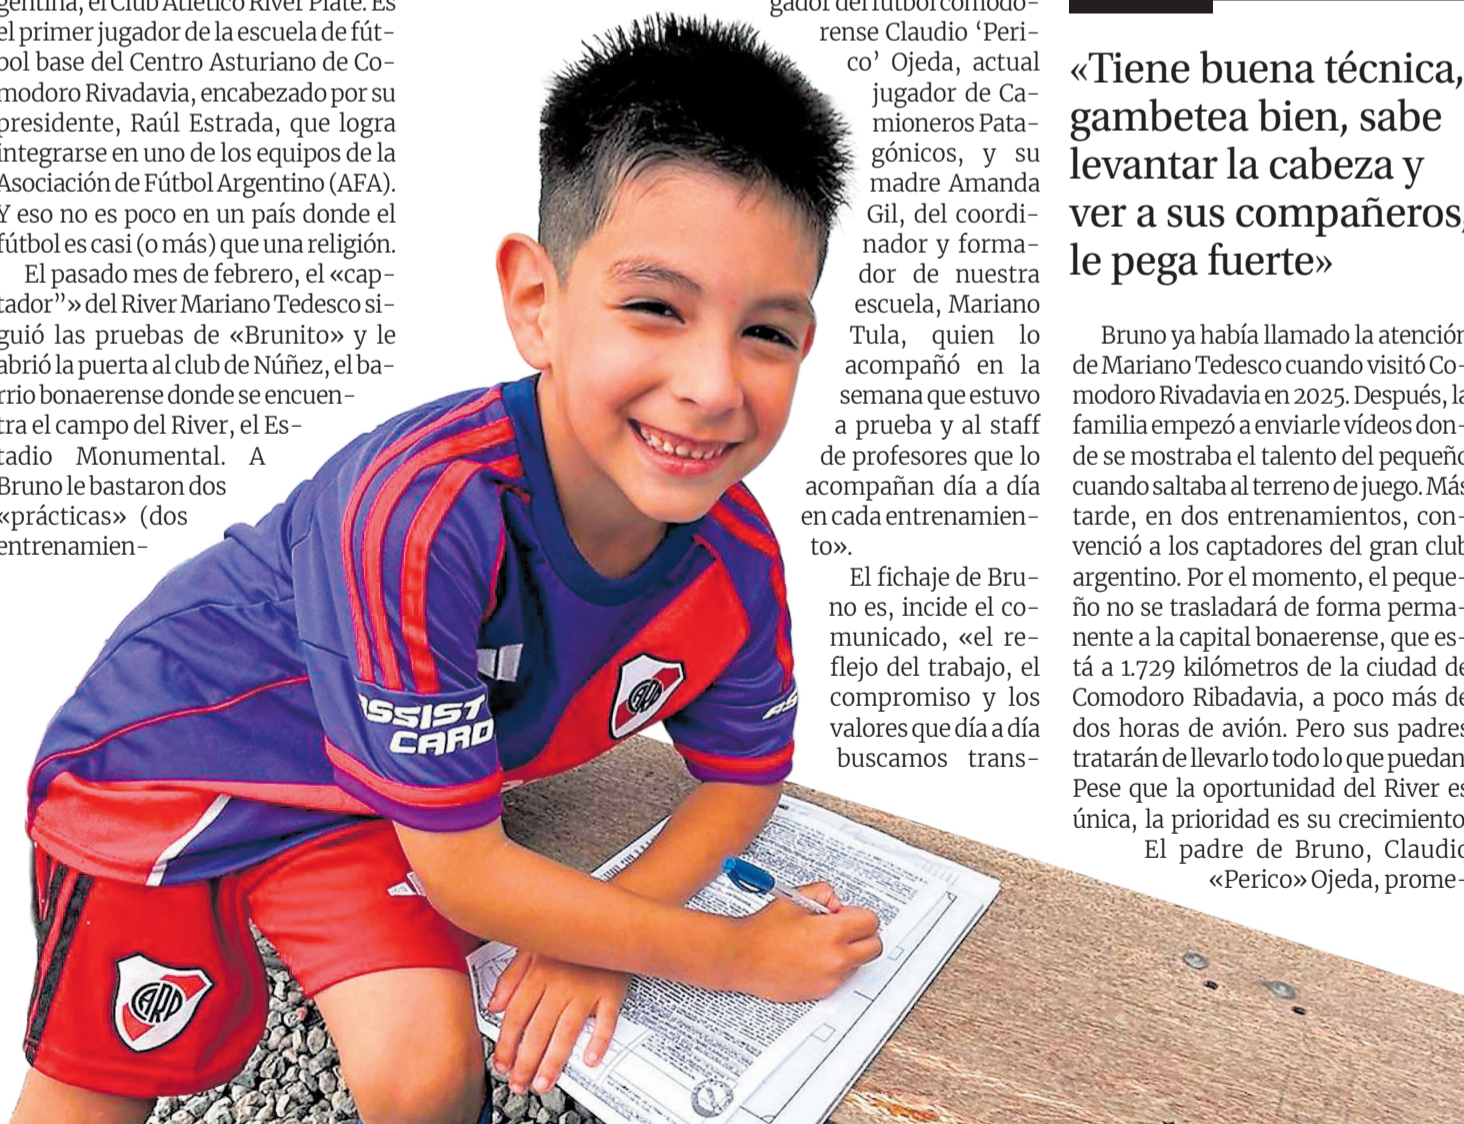 gentina, el Club Atlético River Plate. Es
el primer jugador de la escuela de fút-
bol base del Centro Asturiano de Co-
modoro Rivadavia, encabezado por su
presidente, Raúl Estrada, que logra
integrarse en uno de los equipos de la
Asociación de Fútbol Argentino (AFA).
Y eso no es poco en un país donde el
fútbol es casi (o más) que una religión.
El pasado mes de febrero, el «cap-
tador”» del River Mariano Tedesco si-
guió las pruebas de «Brunito» y le
abrió la puerta al club de Núñez, el ba-
rrio bonaerense donde se encuen-
tra el campo del River, el Es-
tadio Monumental. A
Bruno le bastaron dos
«prácticas» (dos
entrenamien-
gador del fútbol comodo-
rense Claudio ‘Peri-
co’ Ojeda, actual
jugador de Ca-
mioneros Pata-
gónicos, y su
madre Amanda
Gil, del coordi-
nador y forma-
dor de nuestra
escuela, Mariano
Tula, quien lo
acompañó en la
semana que estuvo
a prueba y al staff
de profesores que lo
acompañan día a día
en cada entrenamien-
to».
El fichaje de Bru-
no es, incide el co-
municado, «el re-
flejo del trabajo, el
compromiso y los
valores que día a día
buscamos trans-
«Tiene buena técnica,
gambetea bien, sabe
levantar la cabeza y
ver a sus compañeros,
le pega fuerte»
Bruno ya había llamado la atención
de Mariano Tedesco cuando visitó Co-
modoro Rivadavia en 2025. Después, la
familia empezó a enviarle vídeos don-
de se mostraba el talento del pequeño
cuando saltaba al terreno de juego. Más
tarde, en dos entrenamientos, con-
venció a los captadores del gran club
argentino. Por el momento, el peque-
ño no se trasladará de forma perma-
nente a la capital bonaerense, que es-
tá a 1.729 kilómetros de la ciudad de
Comodoro Ribadavia, a poco más de
dos horas de avión. Pero sus padres
tratarán de llevarlo todo lo que puedan
Pese que la oportunidad del River es
única, la prioridad es su crecimiento
El padre de Bruno, Claudio
«Perico» Ojeda, prome-
ASSIST
CARD
CARP
AS
CARP